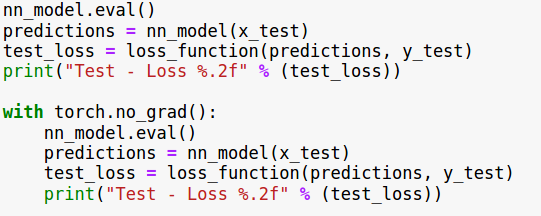 nn_model.eval()
predictions = nn_model(x_test)
test_loss = loss_function(predictions, y_test)
print("Test - Loss %.2f" % (test_loss))
with torch.no_grad():
    nn_model.eval()
    predictions = nn_model(x_test)
    test_loss = loss_function(predictions, y_test)
    print("Test - Loss %.2f" % (test_loss))